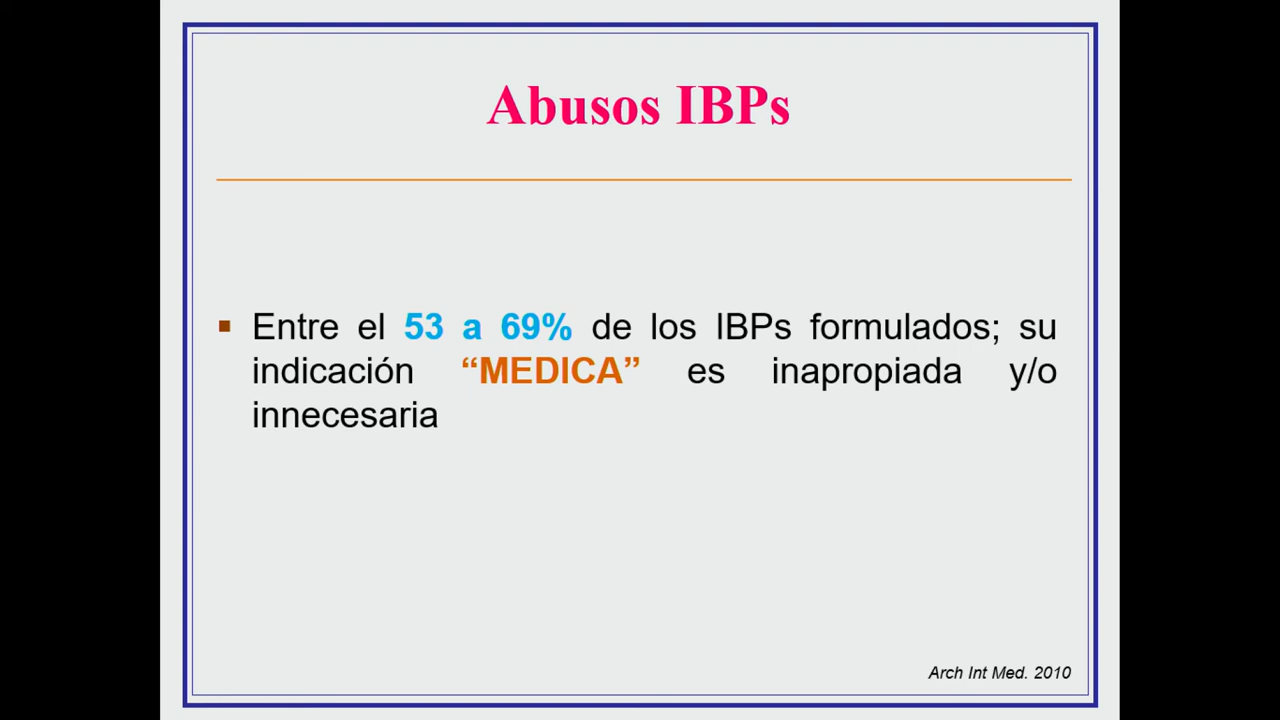 Abusos IBPs
▪ Entre el 53 a 69% de los IBPs formulados; su
indicación “MEDICA” es inapropiada y/o
innecesaria
Arch Int Med. 2010